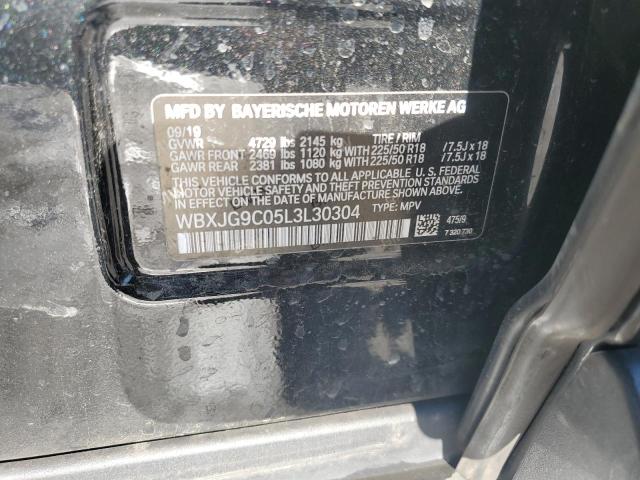 MFD BY BAYERISCHE MOTOREN WERKE AG
09/19 TIRE/RIM
GVWR 4729 lbs 2145 kg
GAWR FRONT 2469 lbs 1120 kg WITH 225/50 R18 /7.5J x 18
GAWR REAR 2381 lbs 1080 kg WITH 225/50 R18 /7.5J x 18
THIS VEHICLE CONFORMS TO ALL APPLICABLE U. S. FEDERAL
MOTOR VEHICLE SAFETY AND THEFT PREVENTION STANDARDS
IN EFFECT ON THE DATE OF MANUFACTURE SHOWN ABOVE.
WBXJG9C05L3L30304 TYPE: MPV
475/9
7 320 730